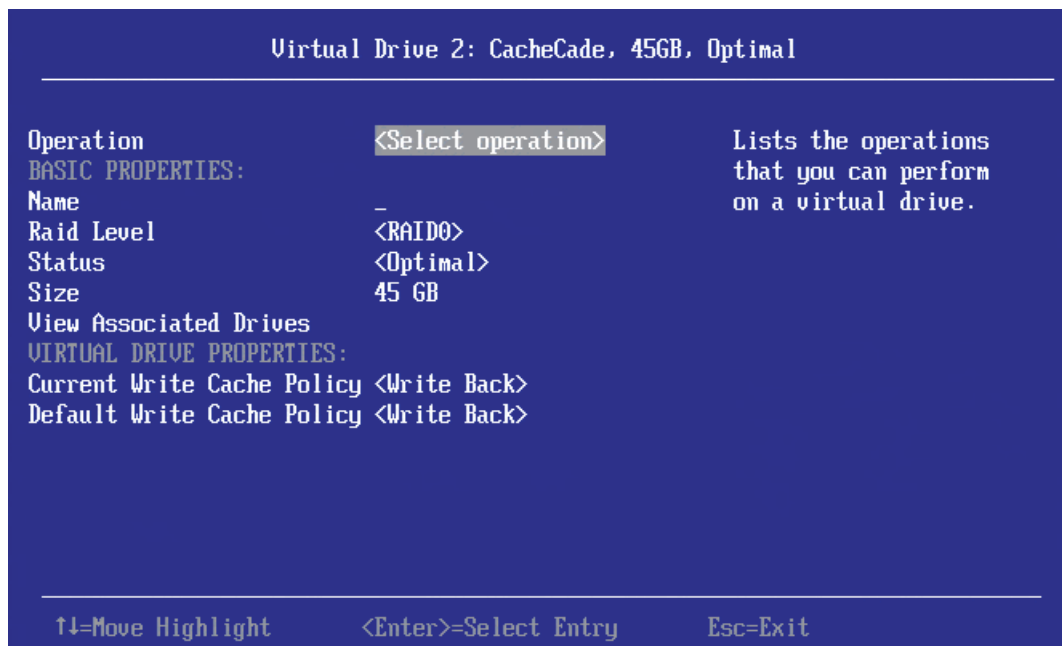 Virtual Drive 2: CacheCade, 45GB, Optimal
Operation <Select operation> Lists the operations
BASIC PROPERTIES: that you can perform
Name _ on a virtual drive.
Raid Level <RAID0>
Status <Optimal>
Size 45 GB
View Associated Drives
VIRTUAL DRIVE PROPERTIES:
Current Write Cache Policy <Write Back>
Default Write Cache Policy <Write Back>
↑↓=Move Highlight <Enter>=Select Entry Esc=Exit